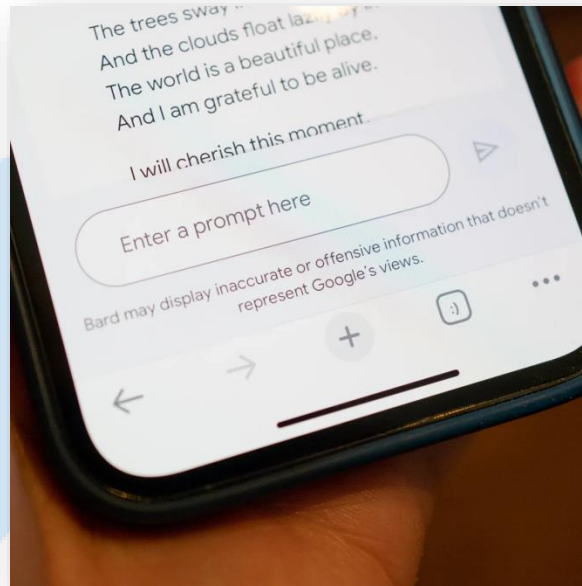 The trees sway
And the clouds float lazily
The world is a beautiful place,
And I am grateful to be alive.
I will cherish this moment.
Enter a prompt here
Bard may display inaccurate or offensive information that doesn't
represent Google's views.
:)